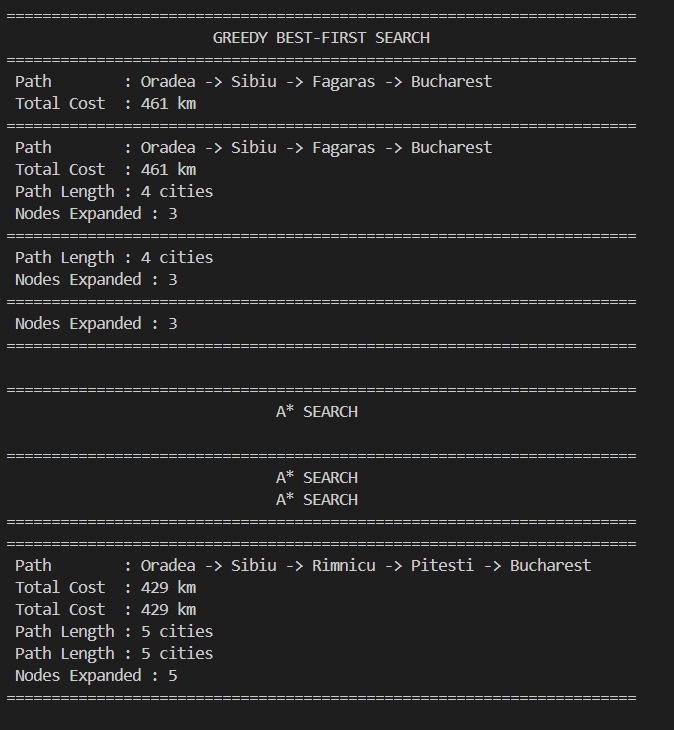 ======================================================================
GREEDY BEST-FIRST SEARCH
======================================================================
Path        : Oradea -> Sibiu -> Fagaras -> Bucharest
Total Cost  : 461 km
======================================================================
Path        : Oradea -> Sibiu -> Fagaras -> Bucharest
Total Cost  : 461 km
Path Length : 4 cities
Nodes Expanded : 3
======================================================================
Path Length : 4 cities
Nodes Expanded : 3
======================================================================
Nodes Expanded : 3
======================================================================
======================================================================
A* SEARCH
======================================================================
A* SEARCH
A* SEARCH
======================================================================
======================================================================
Path        : Oradea -> Sibiu -> Rimnicu -> Pitesti -> Bucharest
Total Cost  : 429 km
Total Cost  : 429 km
Path Length : 5 cities
Path Length : 5 cities
Nodes Expanded : 5
======================================================================